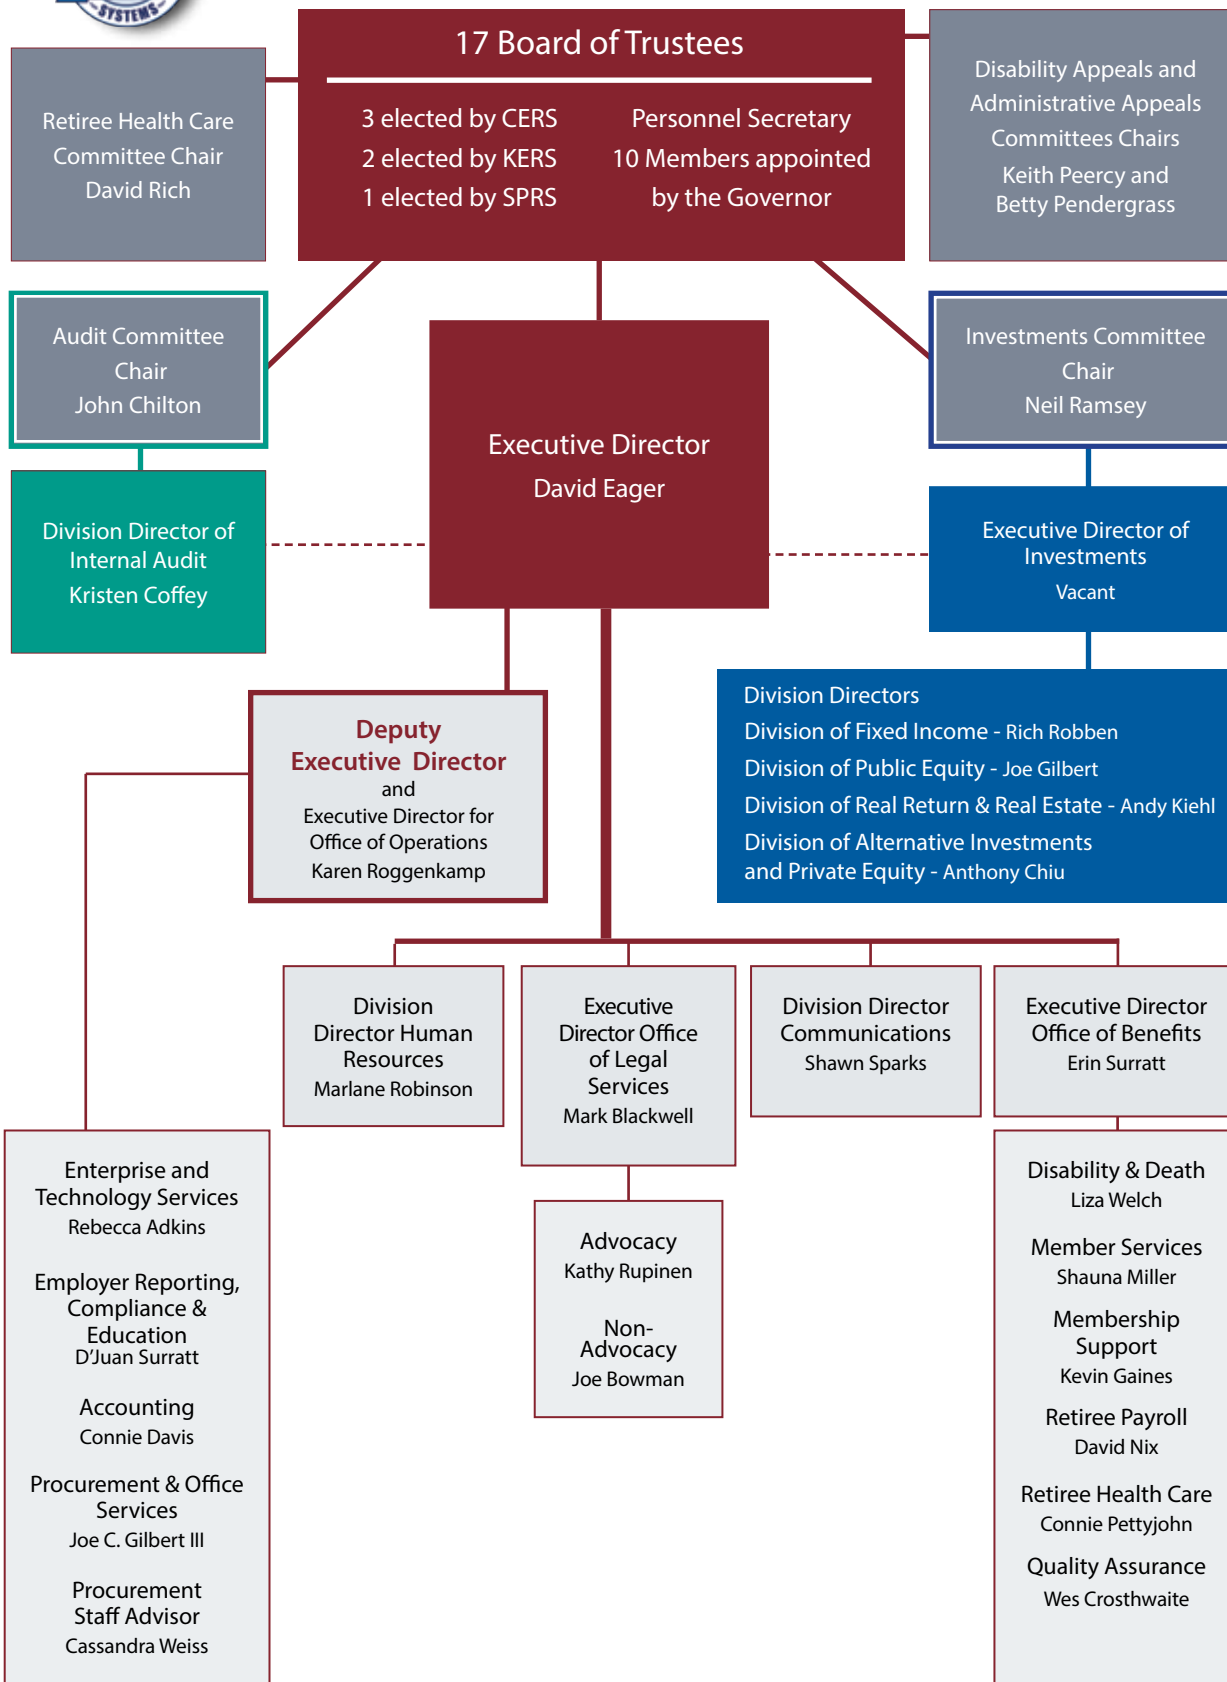 SYSTEMS
17 Board of Trustees
3 elected by CERS
2 elected by KERS
1 elected by SPRS
Personnel Secretary
10 Members appointed
by the Governor
Retiree Health Care
Committee Chair
David Rich
Disability Appeals and
Administrative Appeals
Committees Chairs
Keith Peercy and
Betty Pendergrass
Audit Committee
Chair
John Chilton
Investments Committee
Chair
Neil Ramsey
Executive Director
David Eager
Division Director of
Internal Audit
Kristen Coffey
Executive Director of
Investments
Vacant
Division Directors
Division of Fixed Income - Rich Robben
Division of Public Equity - Joe Gilbert
Division of Real Return & Real Estate - Andy Kiehl
Division of Alternative Investments
and Private Equity - Anthony Chiu
Deputy
Executive Director
and
Executive Director for
Office of Operations
Karen Roggenkamp
Division
Director Human
Resources
Marlane Robinson
Executive
Director Office
of Legal
Services
Mark Blackwell
Division Director
Communications
Shawn Sparks
Executive Director
Office of Benefits
Erin Surratt
Enterprise and
Technology Services
Rebecca Adkins
Employer Reporting,
Compliance &
Education
D'Juan Surratt
Accounting
Connie Davis
Procurement & Office
Services
Joe C. Gilbert III
Procurement
Staff Advisor
Cassandra Weiss
Advocacy
Kathy Rupinen
Non-
Advocacy
Joe Bowman
Disability & Death
Liza Welch
Member Services
Shauna Miller
Membership
Support
Kevin Gaines
Retiree Payroll
David Nix
Retiree Health Care
Connie Pettyjohn
Quality Assurance
Wes Crosthwaite